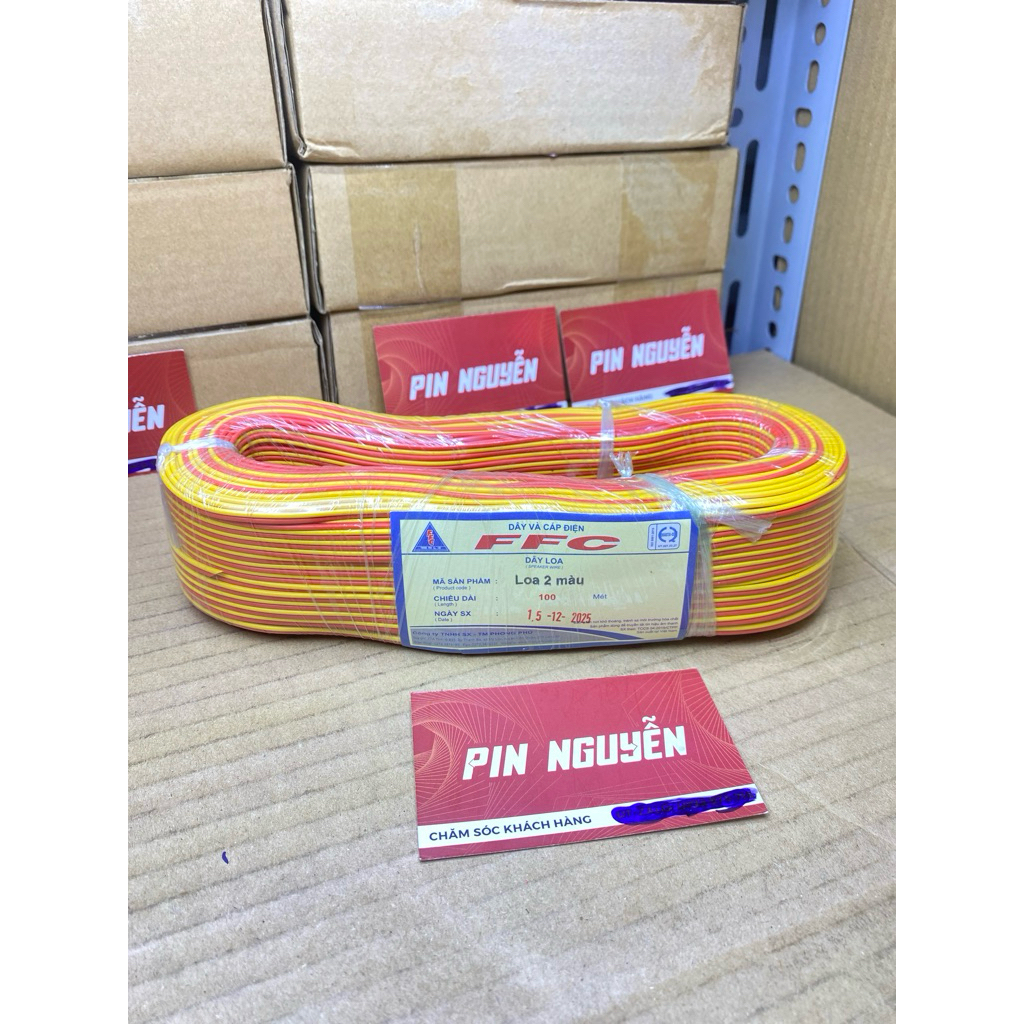 PIN NGUYỄN
PIN NGUYỄN
ỄN
DÂY VÀ CÁP ĐIỆN
FFC
DÂY LOA
( SPEAKER WIRE )
MÃ SẢN PHẨM : Loa 2 màu
( Product code )
CHIỀU DÀI : 100 Mét
( Length )
NGÀY SX : 15 -12- 2025
( Date )
PIN NGUYỄN
CHĂM SÓC KHÁCH HÀNG